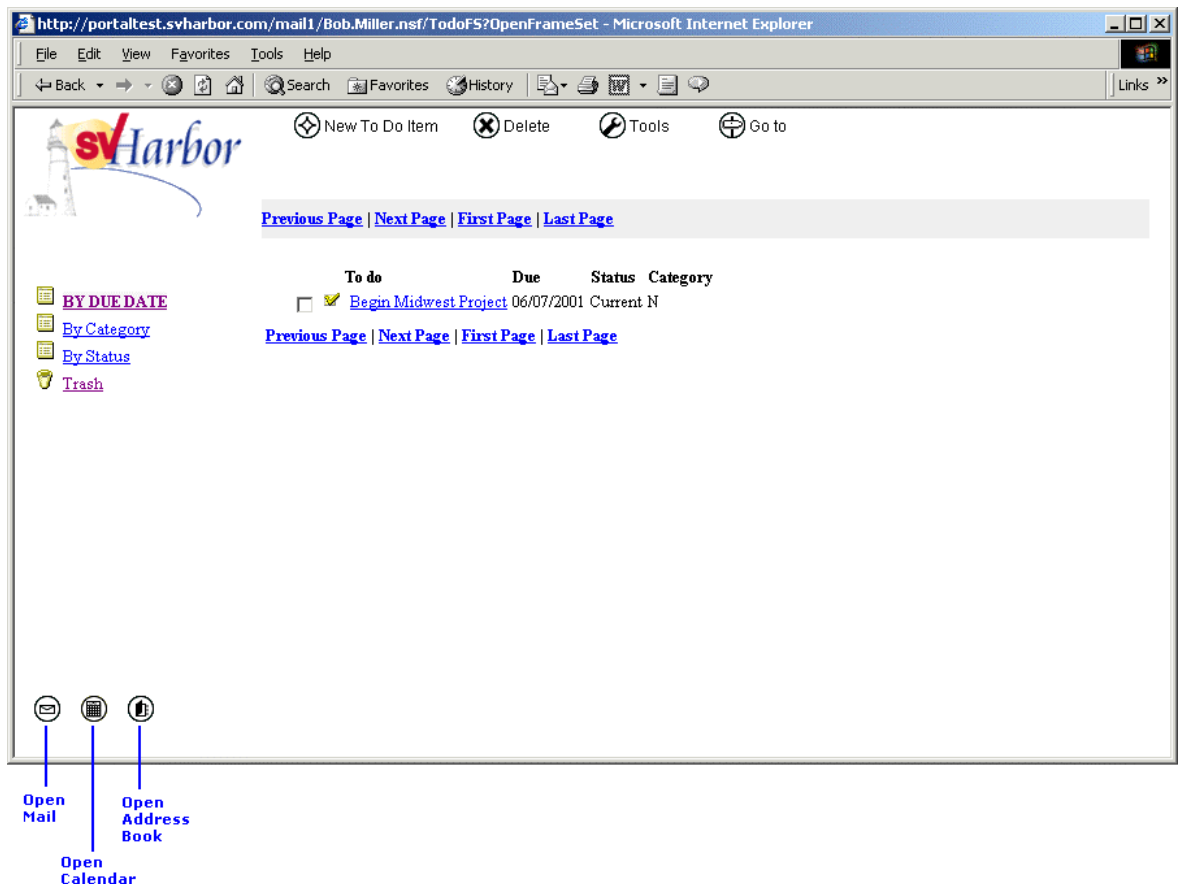 http://portaltest.svharbor.com/mail1/Bob.Miller.nsf/TodoFS?OpenFrameSet - Microsoft Internet Explorer
File Edit View Favorites Tools Help
Back Search Favorites History Links »
svHarbor
New To Do Item Delete Tools Go to
Previous Page | Next Page | First Page | Last Page
To do Due Status Category
BY DUE DATE
Begin Midwest Project 06/07/2001 Current N
By Category
Previous Page | Next Page | First Page | Last Page
By Status
Trash
Open
Mail
Open
Address
Book
Open
Calendar